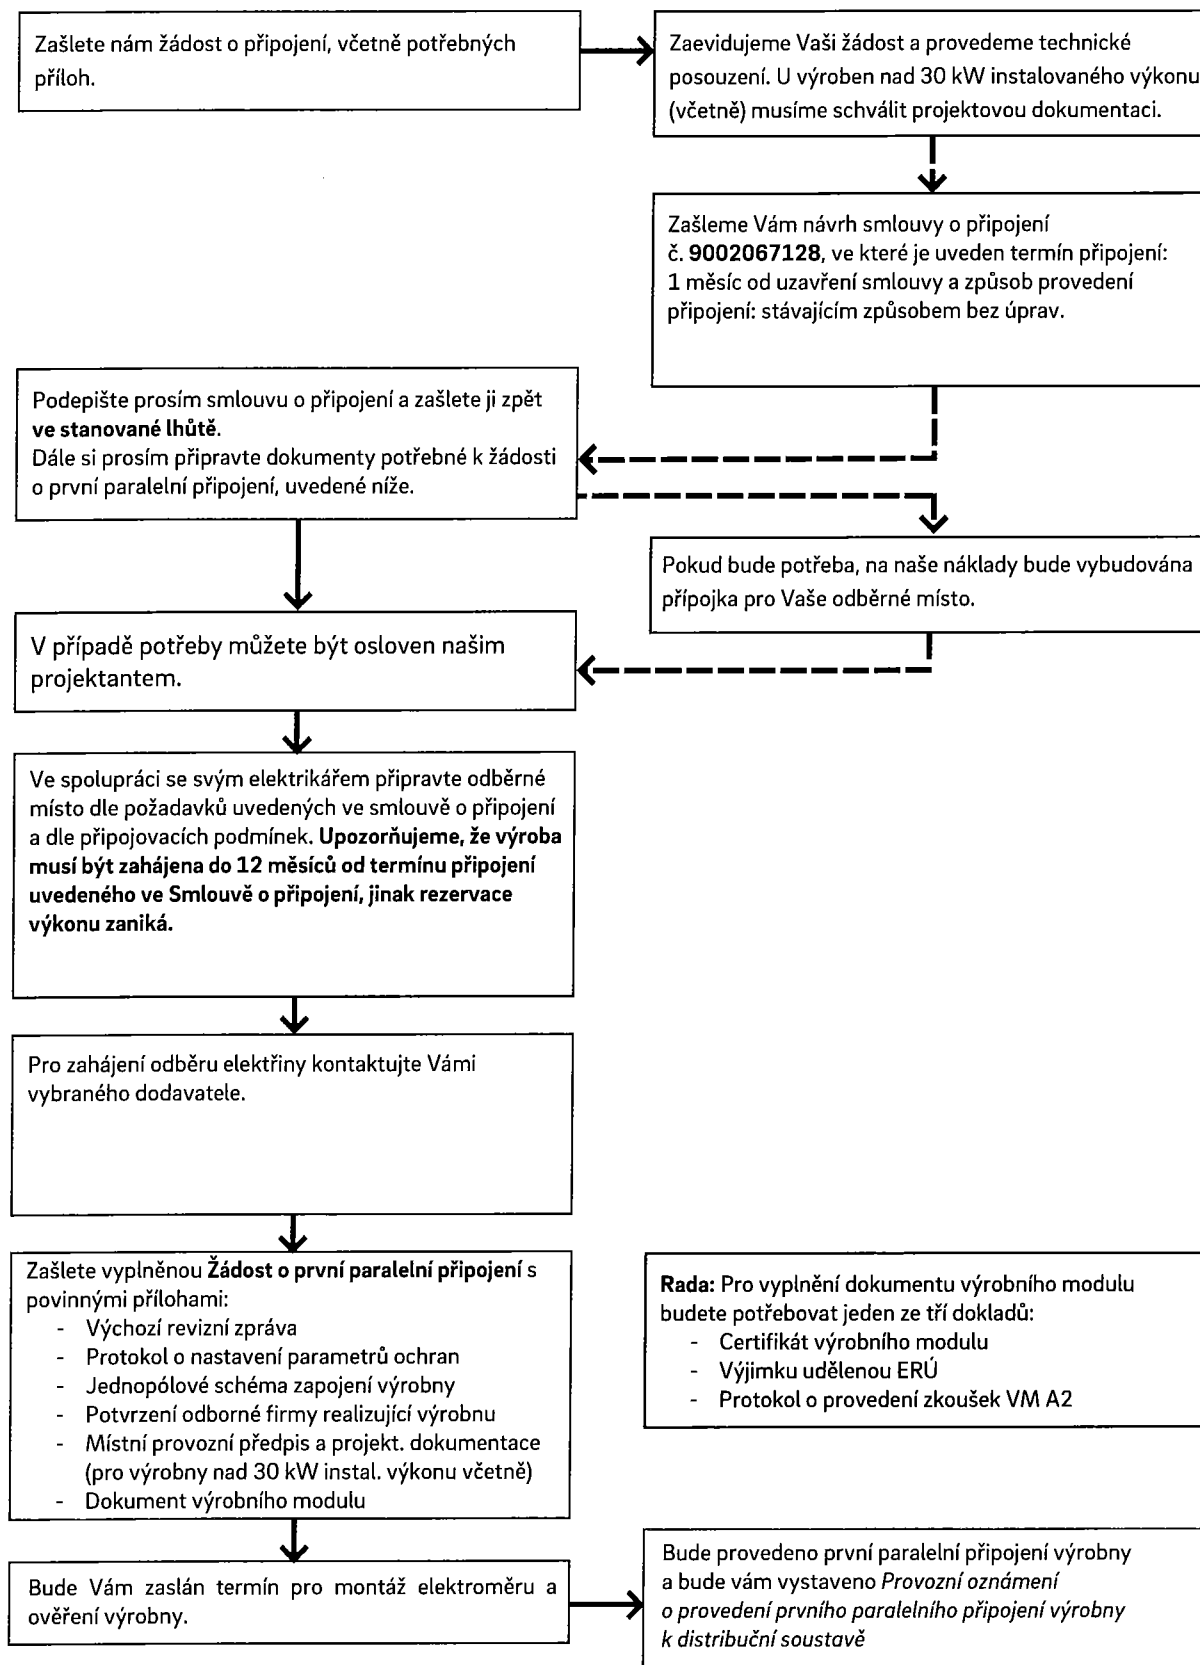 Zašlete nám žádost o připojení, včetně potřebných
příloh.
Zaevidujeme Vaši žádost a provedeme technické
posouzení. U výroben nad 30 kW instalovaného výkonu
(včetně) musíme schválit projektovou dokumentaci.
Zašleme Vám návrh smlouvy o připojení
č. 9002067128, ve které je uveden termín připojení:
1 měsíc od uzavření smlouvy a způsob provedení
připojení: stávajícím způsobem bez úprav.
Podepište prosím smlouvu o připojení a zašlete ji zpět
ve stanované lhůtě.
Dále si prosím připravte dokumenty potřebné k žádosti
o první paralelní připojení, uvedené níže.
Pokud bude potřeba, na naše náklady bude vybudována
přípojka pro Vaše odběrné místo.
V případě potřeby můžete být osloven našim
projektantem.
Ve spolupráci se svým elektrikářem připravte odběrné
místo dle požadavků uvedených ve smlouvě o připojení
a dle připojovacích podmínek. Upozorňujeme, že výroba
musí být zahájena do 12 měsíců od termínu připojení
uvedeného ve Smlouvě o připojení, jinak rezervace
výkonu zaniká.
Pro zahájení odběru elektřiny kontaktujte Vámi
vybraného dodavatele.
Zašlete vyplněnou Žádost o první paralelní připojení s
povinnými přílohami:
- Výchozí revizní zpráva
- Protokol o nastavení parametrů ochran
- Jednopólové schéma zapojení výrobny
- Potvrzení odborné firmy realizující výrobnu
- Místní provozní předpis a projekt. dokumentace
(pro výrobny nad 30 kW instal. výkonu včetně)
- Dokument výrobního modulu
Rada: Pro vyplnění dokumentu výrobního modulu
budete potřebovat jeden ze tří dokladů:
- Certifikát výrobního modulu
- Výjimku udělenou ERÚ
- Protokol o provedení zkoušek VM A2
Bude Vám zaslán termín pro montáž elektroměru a
ověření výrobny.
Bude provedeno první paralelní připojení výrobny
a bude vám vystaveno Provozní oznámení
o provedení prvního paralelního připojení výrobny
k distribuční soustavě